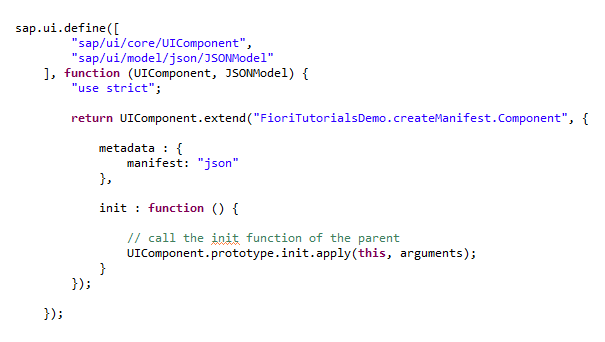 sap.ui.define([
"sap/ui/core/UIComponent",
"sap/ui/model/json/JSONModel"
], function (UIComponent, JSONModel) {
"use strict";
return UIComponent.extend("FioriTutorialsDemo.createManifest.Component", {
metadata : {
manifest: "json"
},
init : function () {
// call the init function of the parent
UIComponent.prototype.init.apply(this, arguments);
}
});
});